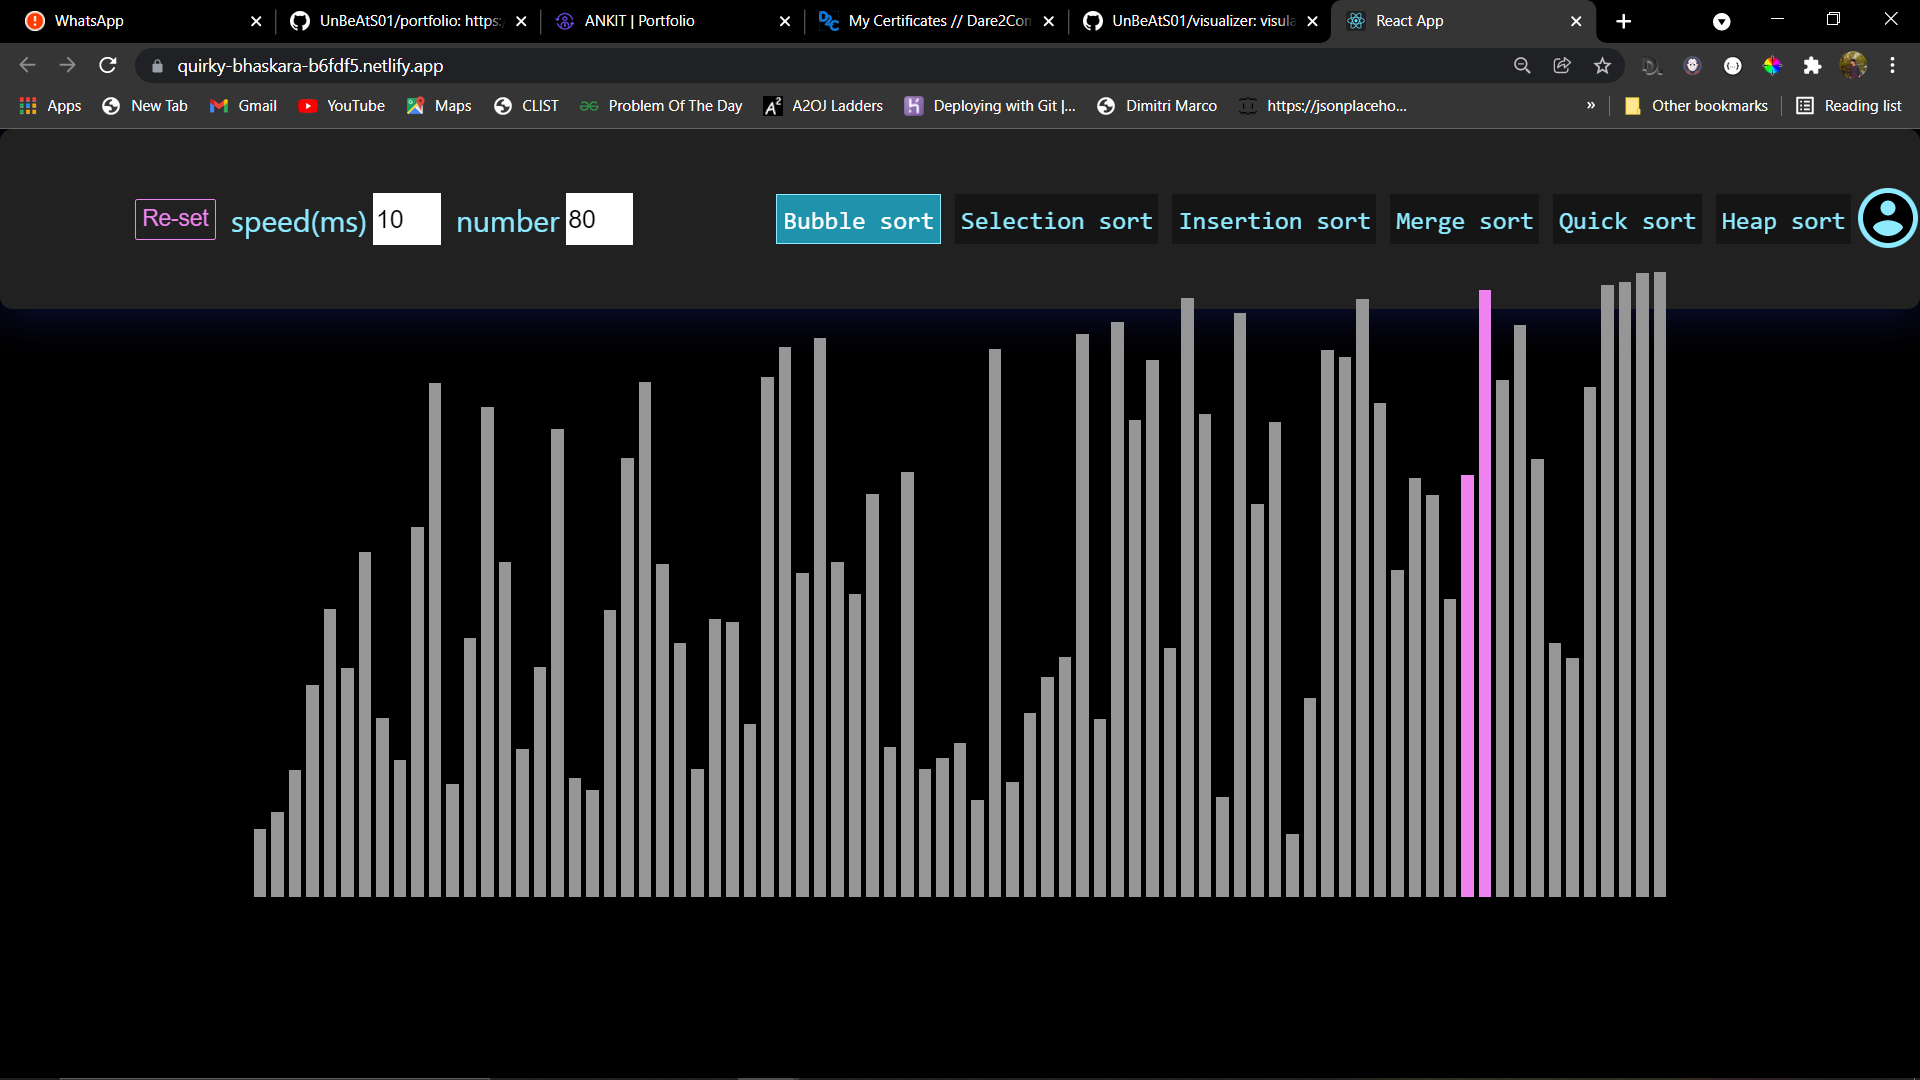 WhatsApp
UnBeAtS01/portfolio: https:
ANKIT | Portfolio
My Certificates // Dare2Com
UnBeAtS01/visualizer: visula
React App
quirky-bhaskara-b6fdf5.netlify.app
Apps
New Tab
Gmail
YouTube
Maps
CLIST
Problem Of The Day
A2OJ Ladders
Deploying with Git |...
Dimitri Marco
https://jsonplaceho...
»
Other bookmarks
Reading list
Re-set
speed(ms) 10
number 80
Bubble sort
Selection sort
Insertion sort
Merge sort
Quick sort
Heap sort